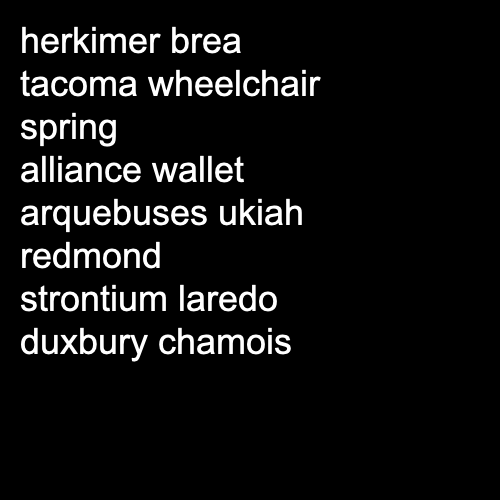 herkimer brea
tacoma wheelchair
spring
alliance wallet
arquebuses ukiah
redmond
strontium laredo
duxbury chamois